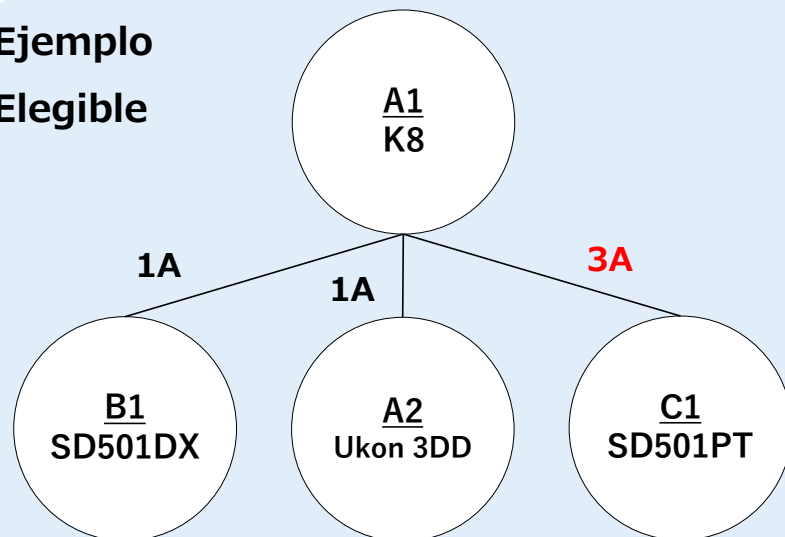 Ejemplo
Elegible
A1
K8
1A
1A
3A
B1
SD501DX
A2
Ukon 3DD
C1
SD501PT